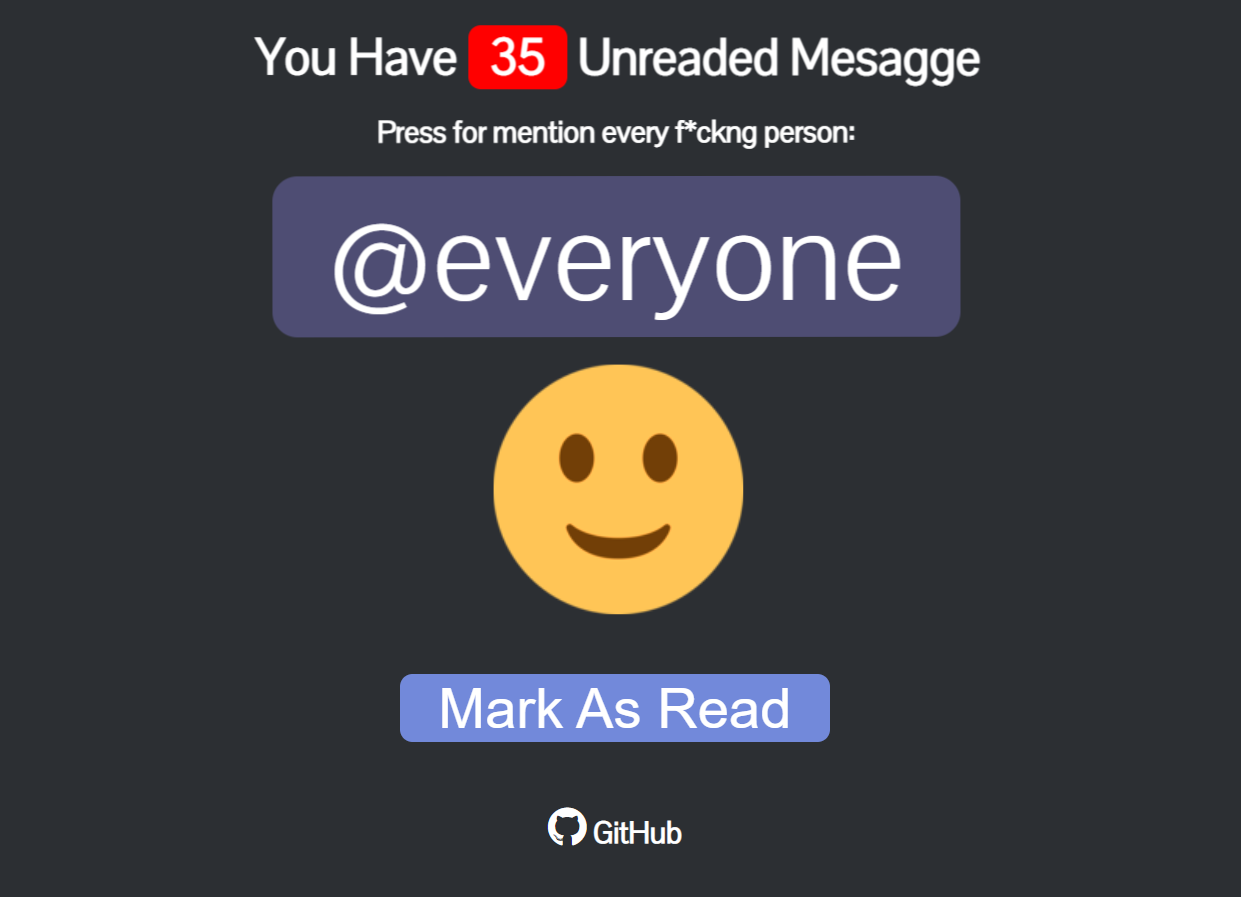 You Have 35 Unreaded Mesagge
Press for mention every f*ckng person:
@everyone
Mark As Read
GitHub